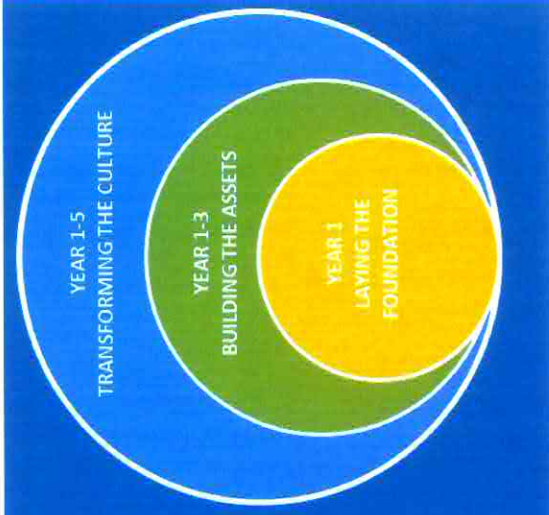 YEAR 1-5
TRANSFORMING THE CULTURE
YEAR 1-3
BUILDING THE ASSETS
YEAR 1
LAYING THE
FOUNDATION